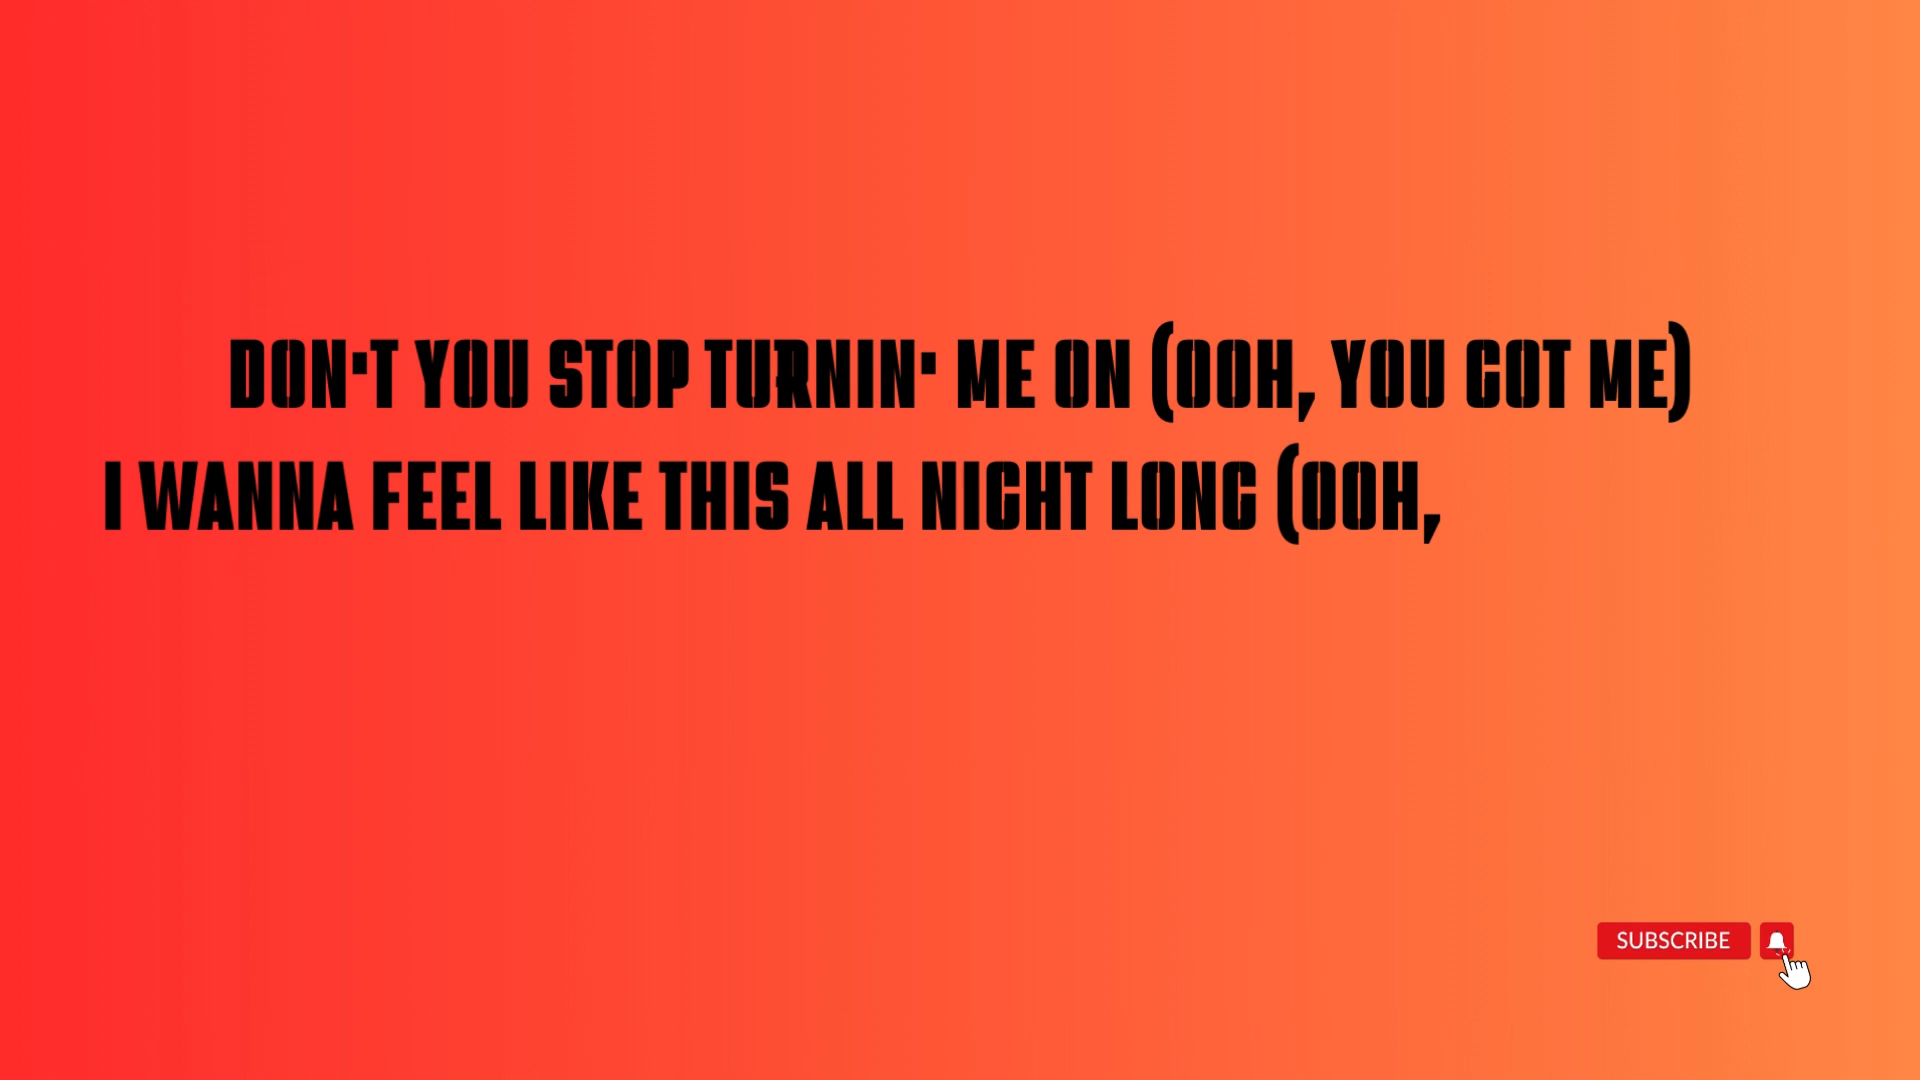 DON'T YOU STOP TURNIN' ME ON (OOH, YOU GOT ME)
I WANNA FEEL LIKE THIS ALL NIGHT LONG (OOH,
SUBSCRIBE